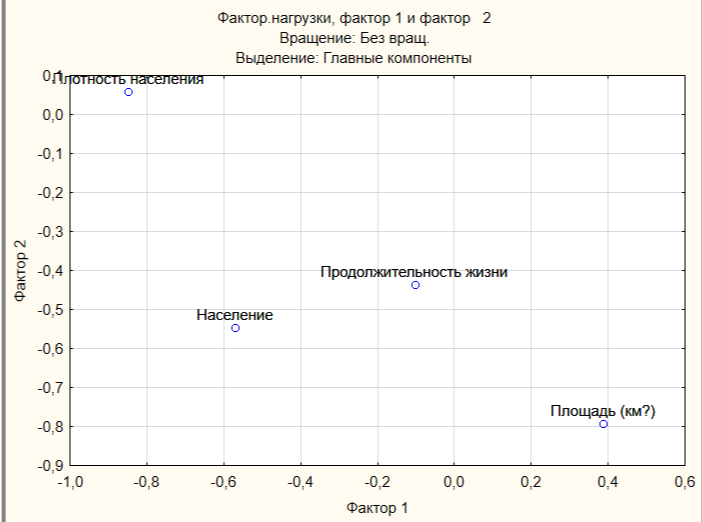 Фактор.нагрузки, фактор 1 и фактор 2
Вращение: Без вращ.
Выделение: Главные компоненты
0,1
Плотность населения
0,0
-0,1
-0,2
-0,3
-0,4
Продолжительность жизни
-0,5
Население
-0,6
-0,7
-0,8
Площадь (км?)
-0,9
Фактор 2
-1,0 -0,8 -0,6 -0,4 -0,2 0,0 0,2 0,4 0,6
Фактор 1